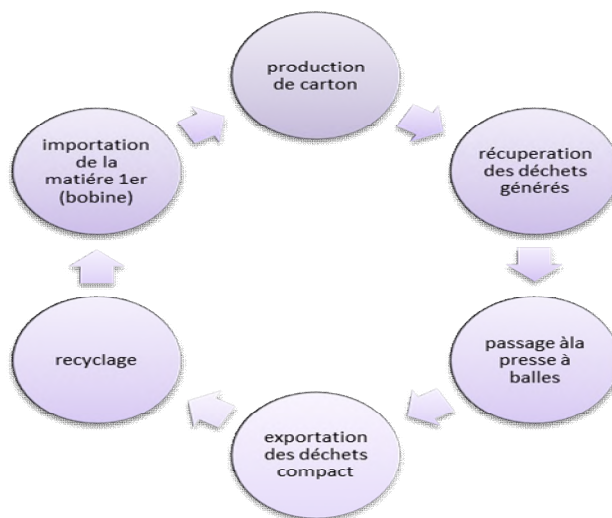 production
de carton
récuperation
des déchets
générés
passage àla
presse à
balles
exportation
des déchets
compact
recyclage
importation
de la
matiére 1er
(bobine)